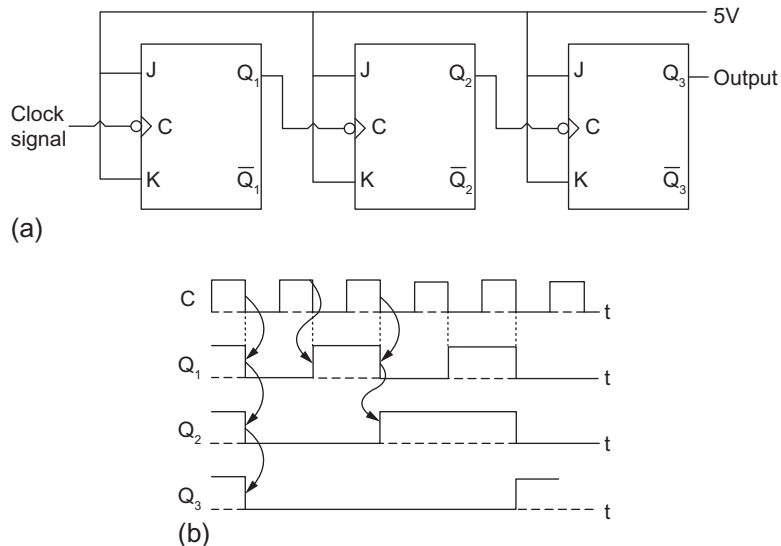 5V
J Q₁ J Q₂ J Q₃ Output
Clock signal C C C
K Q̅₁ K Q̅₂ K Q̅₃
(a)
C t
Q₁ t
Q₂ t
Q₃ t
(b)